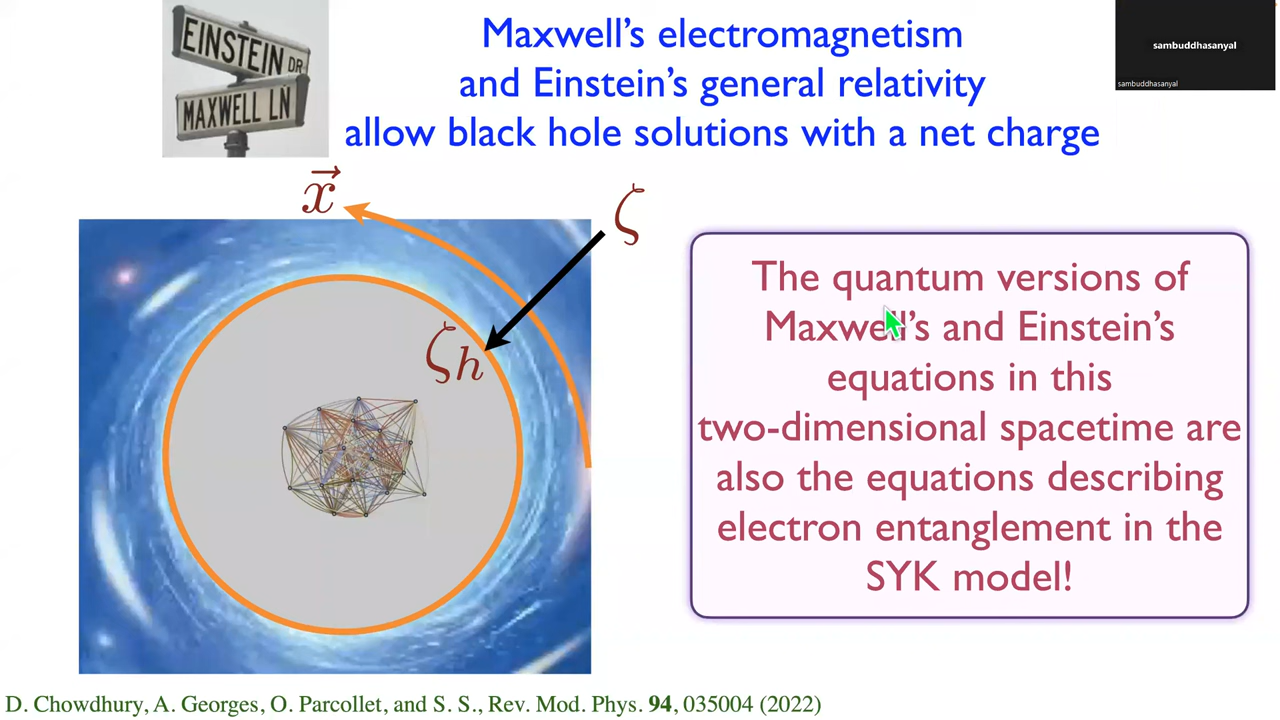 EINSTEIN DR
MAXWELL LN
Maxwell's electromagnetism
and Einstein's general relativity
allow black hole solutions with a net charge
sambuddhasanyal
sambuddhasanyal
x⃗
ζ
ζh
The quantum versions of
Maxwell's and Einstein's
equations in this
two-dimensional spacetime are
also the equations describing
electron entanglement in the
SYK model!
D. Chowdhury, A. Georges, O. Parcollet, and S. S., Rev. Mod. Phys. 94, 035004 (2022)